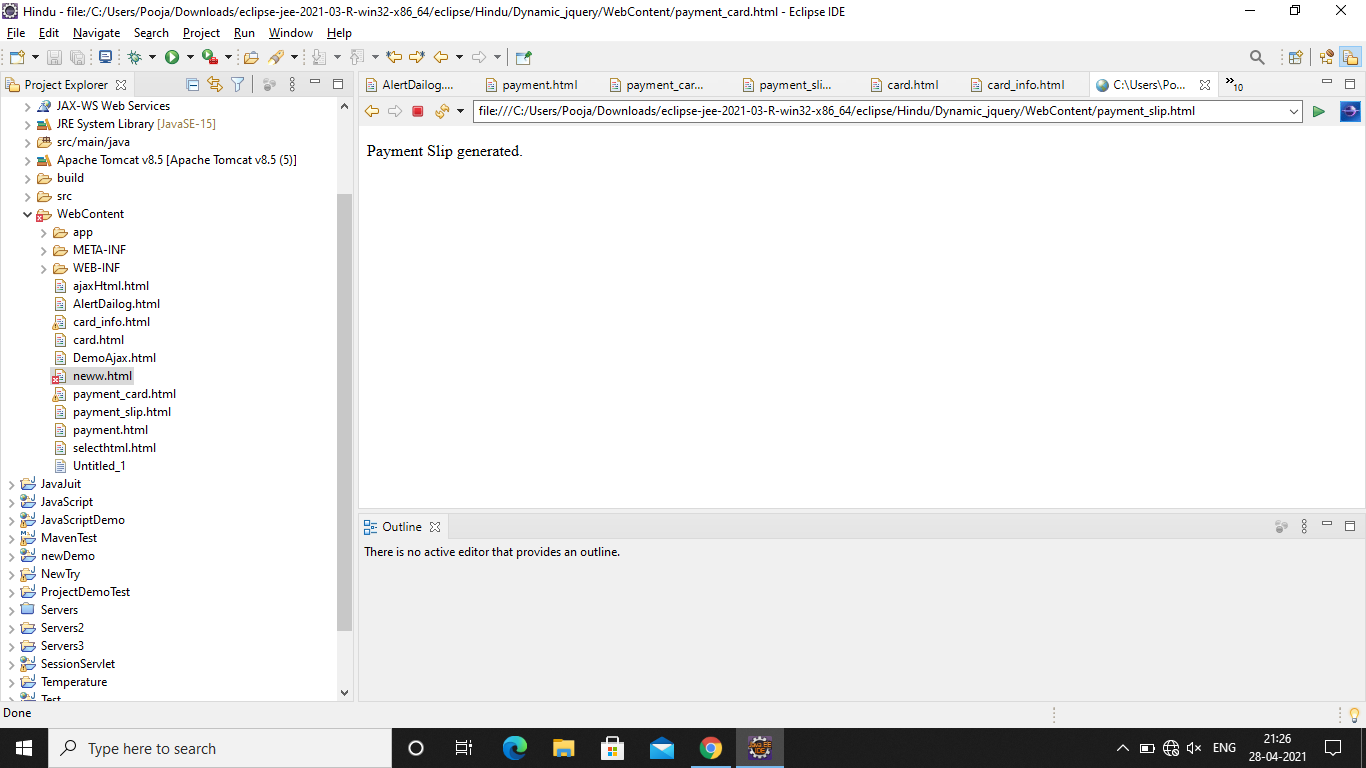 Hindu - file:/C:/Users/Pooja/Downloads/eclipse-jee-2021-03-R-win32-x86_64/eclipse/Hindu/Dynamic_jquery/WebContent/payment_card.html - Eclipse IDE
File Edit Navigate Search Project Run Window Help
Project Explorer
JAX-WS Web Services
JRE System Library [JavaSE-15]
src/main/java
Apache Tomcat v8.5 [Apache Tomcat v8.5 (5)]
build
src
WebContent
app
META-INF
WEB-INF
ajaxHtml.html
AlertDailog.html
card_info.html
card.html
DemoAjax.html
neww.html
payment_card.html
payment_slip.html
payment.html
selecthtml.html
Untitled_1
JavaJuit
JavaScript
JavaScriptDemo
MavenTest
newDemo
NewTry
ProjectDemoTest
Servers
Servers2
Servers3
SessionServlet
Temperature
Test
AlertDailog.... payment.html payment_car... payment_sli... card.html card_info.html C:\Users\Po... »10
file:///C:/Users/Pooja/Downloads/eclipse-jee-2021-03-R-win32-x86_64/eclipse/Hindu/Dynamic_jquery/WebContent/payment_slip.html
Payment Slip generated.
Outline
There is no active editor that provides an outline.
Done
Type here to search
Java EE
IDE
ENG
21:26
28-04-2021